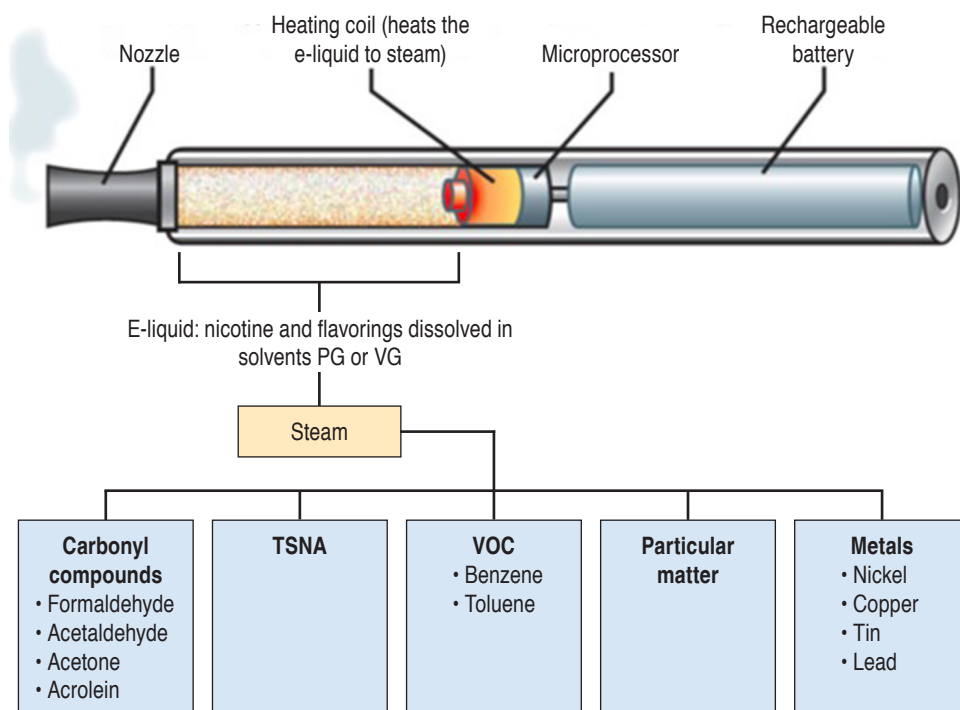 Nozzle
Heating coil (heats the
e-liquid to steam)
Microprocessor
Rechargeable
battery
E-liquid: nicotine and flavorings dissolved in
solvents PG or VG
Steam
Carbonyl
compounds
• Formaldehyde
• Acetaldehyde
• Acetone
• Acrolein
TSNA
VOC
• Benzene
• Toluene
Particular
matter
Metals
• Nickel
• Copper
• Tin
• Lead